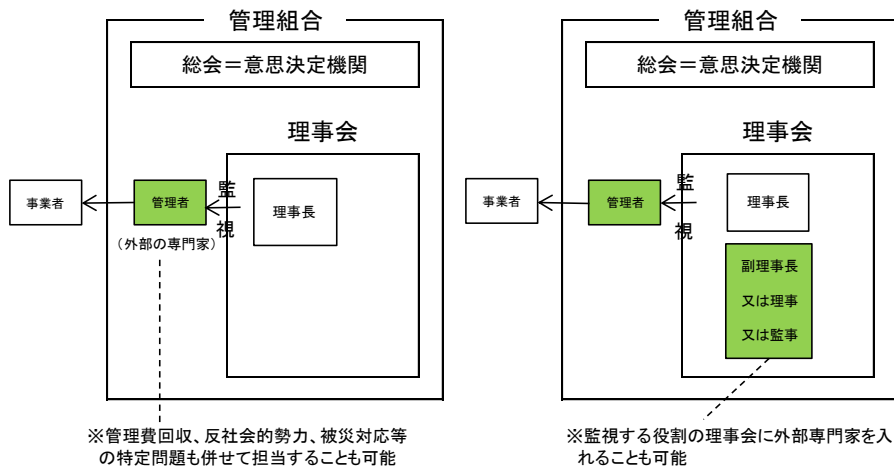 管理組合
総会＝意思決定機関
理事会
事業者
管理者
（外部の専門家）
監視
理事長
※管理費回収、反社会的勢力、被災対応等
の特定問題も併せて担当することも可能
管理組合
総会＝意思決定機関
理事会
事業者
管理者
監視
理事長
副理事長
又は理事
又は監事
※監視する役割の理事会に外部専門家を入
れることも可能